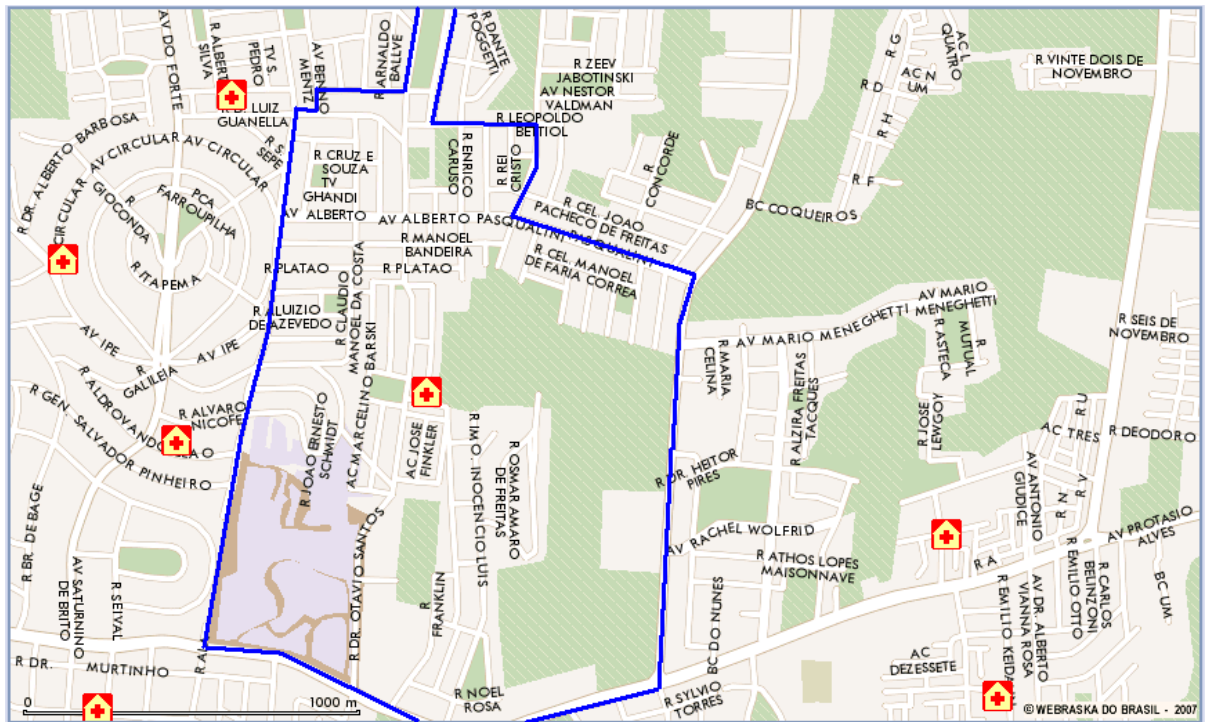 AV DO FORTE
R ALBERTO
SILVA
TV S.
PEDRO
AV BENNO
MENTZ
R ARNALDO
BALLVE
R DANTE
POGGETTI
R ZEEV
JABOTINSKI
AV NESTOR
VALDMAN
R G
AC L
QUATRO
AC N
UM
R D
R H
R VINTE DOIS DE
NOVEMBRO
R D. LUIZ
GUANELLA
R S.
SEPE
R LEOPOLDO
BETTIOL
R DR. ALBERTO BARBOSA
AV CIRCULAR
AV CIRCULAR
CIRCULAR
R
GIOCONDA
PCA
FARROUPILHA
R ITAPEMA
R CRUZ E
SOUZA
TV
GHANDI
R ENRICO
CARUSO
R REI
CRISTO
R
CONCORDE
R F
BC COQUEIROS
AV ALBERTO
AV ALBERTO PASQUALINI
PASQUALINI
R CEL. JOAO
PACHECO DE FREITAS
R MANOEL
BANDEIRA
R CEL. MANOEL
DE FARIA CORREA
R PLATAO
R PLATAO
R CLAUDIO
MANOEL DA COSTA
R ALUIZIO
DE AZEVEDO
AV MARIO
MENEGHETTI
AV MARIO MENEGHETTI
R ASTECA
R
MUTUAL
R SEIS DE
NOVEMBRO
AV IPE
AV IPE
R
GALILEIA
R MARIA
CELINA
R ALZIRA FREITAS
TACQUES
R JOSE
LEWGOY
R GEN. SALVADOR PINHEIRO
R ALVARO
NICOFE
R JOAO ERNESTO
SCHMIDT
AC MARCELINO BARSKI
AC JOSE
FINKLER
R IMO. INOCENCIO LUIS
R OSMAR AMARO
DE FREITAS
R U
AC TRES
R DEODORO
R DR. HEITOR
PIRES
AV ANTONIO
GIUDICE
R N
R V
AV PROTASIO
ALVES
R BR. DE BAGE
AV SATURNINO
DE BRITO
R SEIVAL
R DR. OTAVIO SANTOS
R
FRANKLIN
AV RACHEL WOLFRID
R ATHOS LOPES
MAISONNAVE
BC DO NUNES
R A
R EMILIO KEIDAN
AV DR. ALBERTO
VIANNA ROSA
R EMILIO OTTO
R CARLOS
BELINZONI
BC UM
R DR. MURTINHO
AC
DEZESSETE
R NOEL
ROSA
R SYLVIO
TORRES
0 1000 m
© WEBRASKA DO BRASIL - 2007